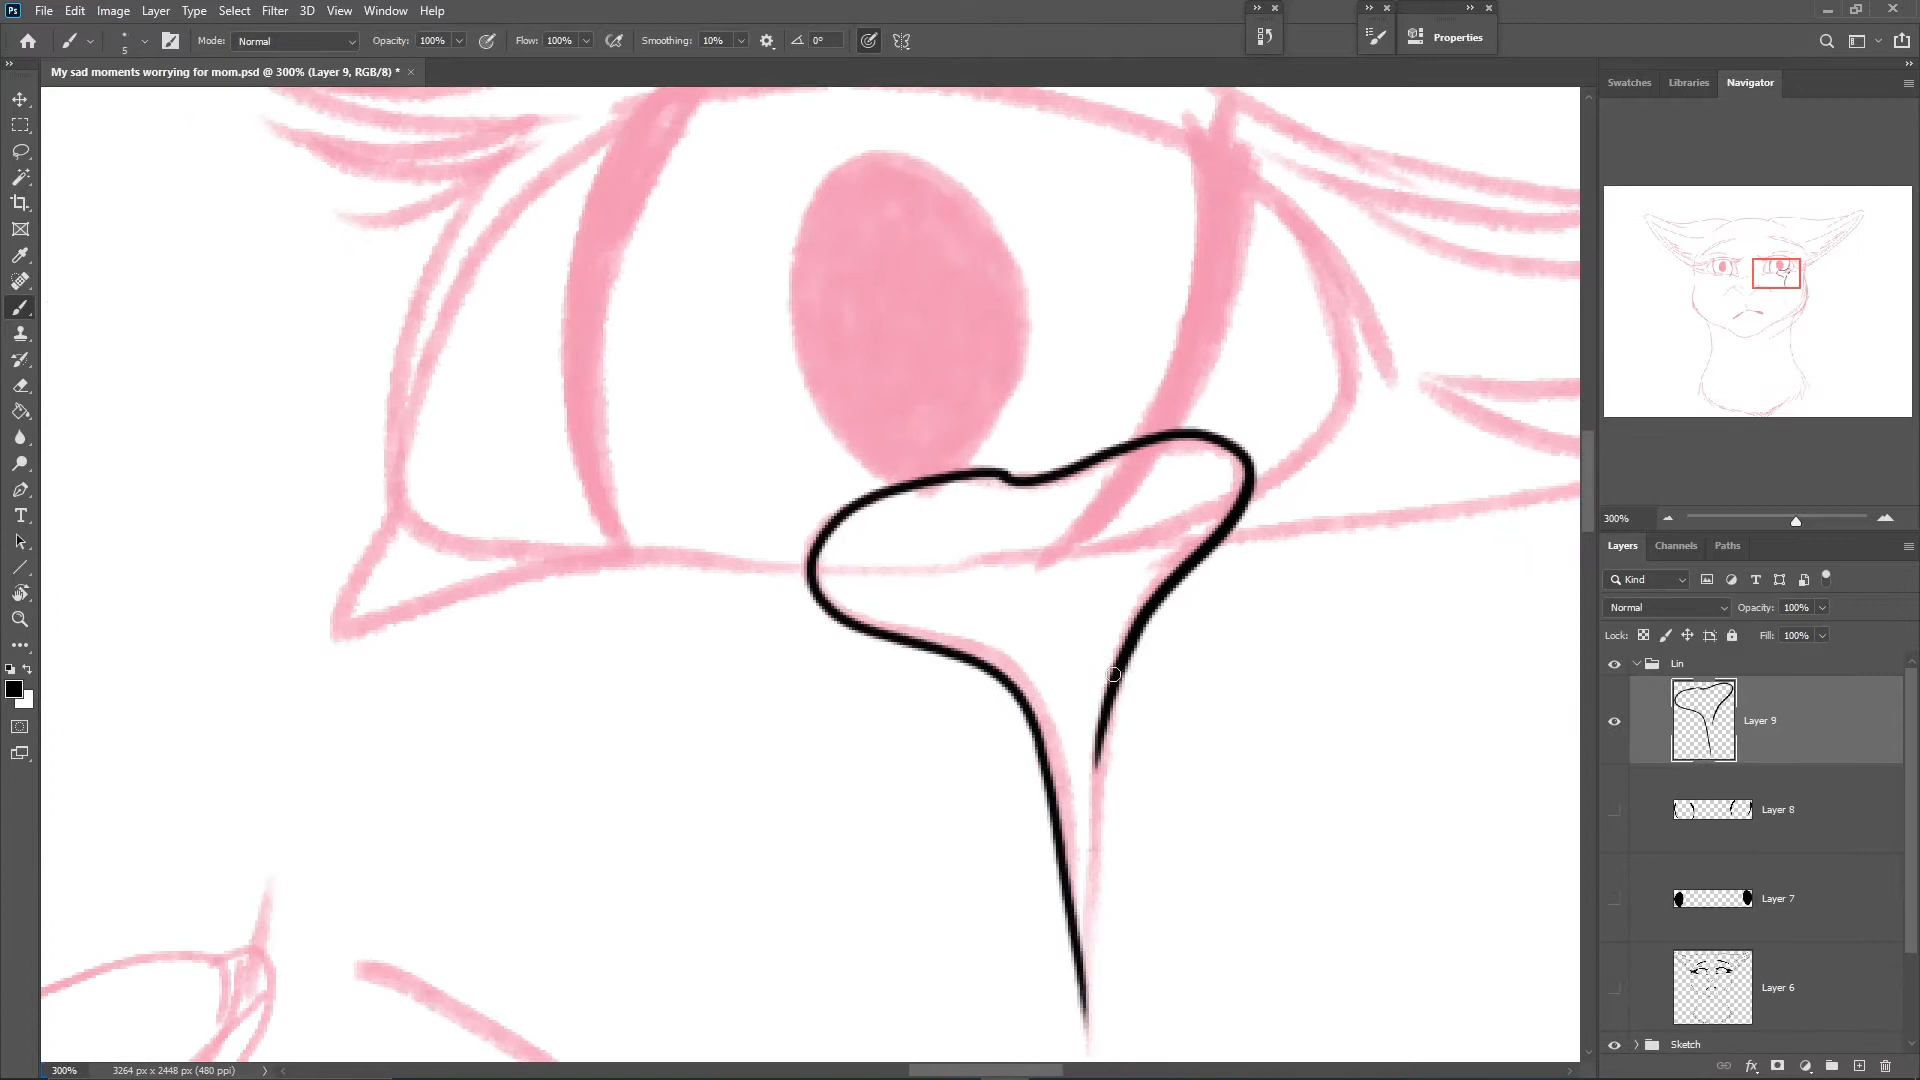 Ps File Edit Image Layer Type Select Filter 3D View Window Help
5 Mode: Normal Opacity: 100% Flow: 100% Smoothing: 10% 0° Properties
My sad moments worrying for mom.psd @ 300% (Layer 9, RGB/8) * ×
Swatches Libraries Navigator
300%
Layers Channels Paths
Kind
Normal Opacity: 100%
Lock: Fill: 100%
Lin
Layer 9
Layer 8
Layer 7
Layer 6
Sketch
300% 3264 px x 2448 px (480 ppi)